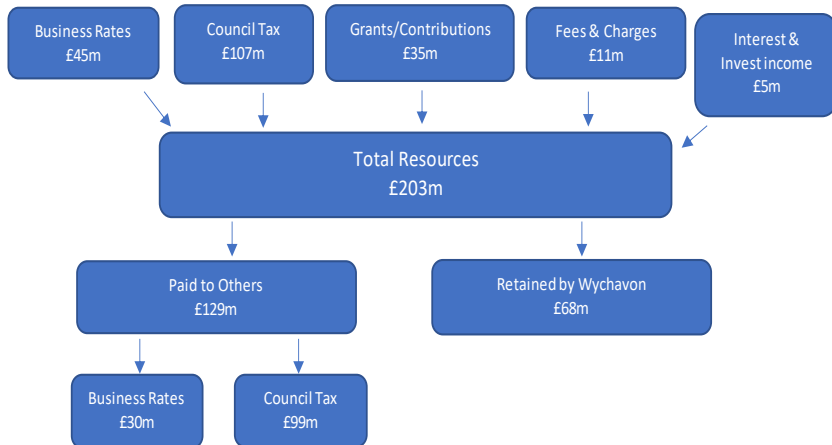 Business Rates
£45m
Council Tax
£107m
Grants/Contributions
£35m
Fees & Charges
£11m
Interest &
Invest income
£5m
Total Resources
£203m
Paid to Others
£129m
Retained by Wychavon
£68m
Business Rates
£30m
Council Tax
£99m